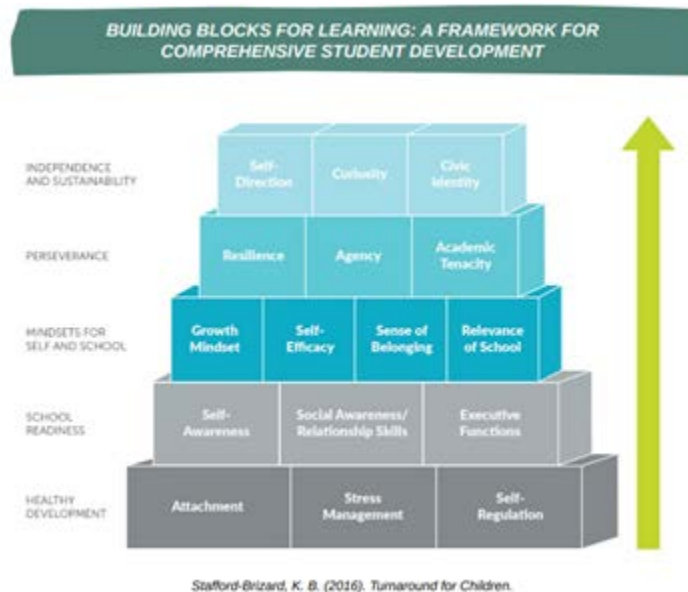 BUILDING BLOCKS FOR LEARNING: A FRAMEWORK FOR
COMPREHENSIVE STUDENT DEVELOPMENT
INDEPENDENCE
AND SUSTAINABILITY
Self-
Direction
Curiosity
Civic
Identity
PERSEVERANCE
Resilience
Agency
Academic
Tenacity
MINDSETS FOR
SELF AND SCHOOL
Growth
Mindset
Self-
Efficacy
Sense of
Belonging
Relevance
of School
SCHOOL
READINESS
Self-
Awareness
Social Awareness/
Relationship Skills
Executive
Functions
HEALTHY
DEVELOPMENT
Attachment
Stress
Management
Self-
Regulation
Stafford-Brizard, K. B. (2016). Turnaround for Children.